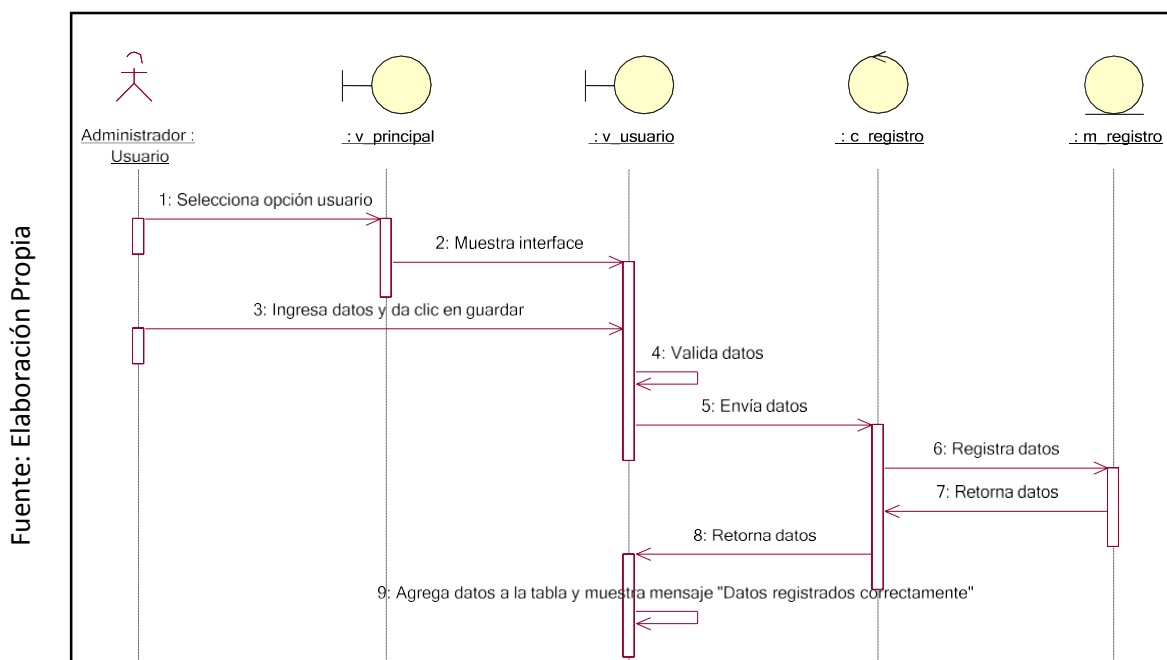 Fuente: Elaboración Propia
Administrador :
Usuario
: v_principal
: v_usuario
: c_registro
: m_registro
1: Selecciona opción usuario
2: Muestra interface
3: Ingresa datos y da clic en guardar
4: Valida datos
5: Envía datos
6: Registra datos
7: Retorna datos
8: Retorna datos
9: Agrega datos a la tabla y muestra mensaje "Datos registrados correctamente"